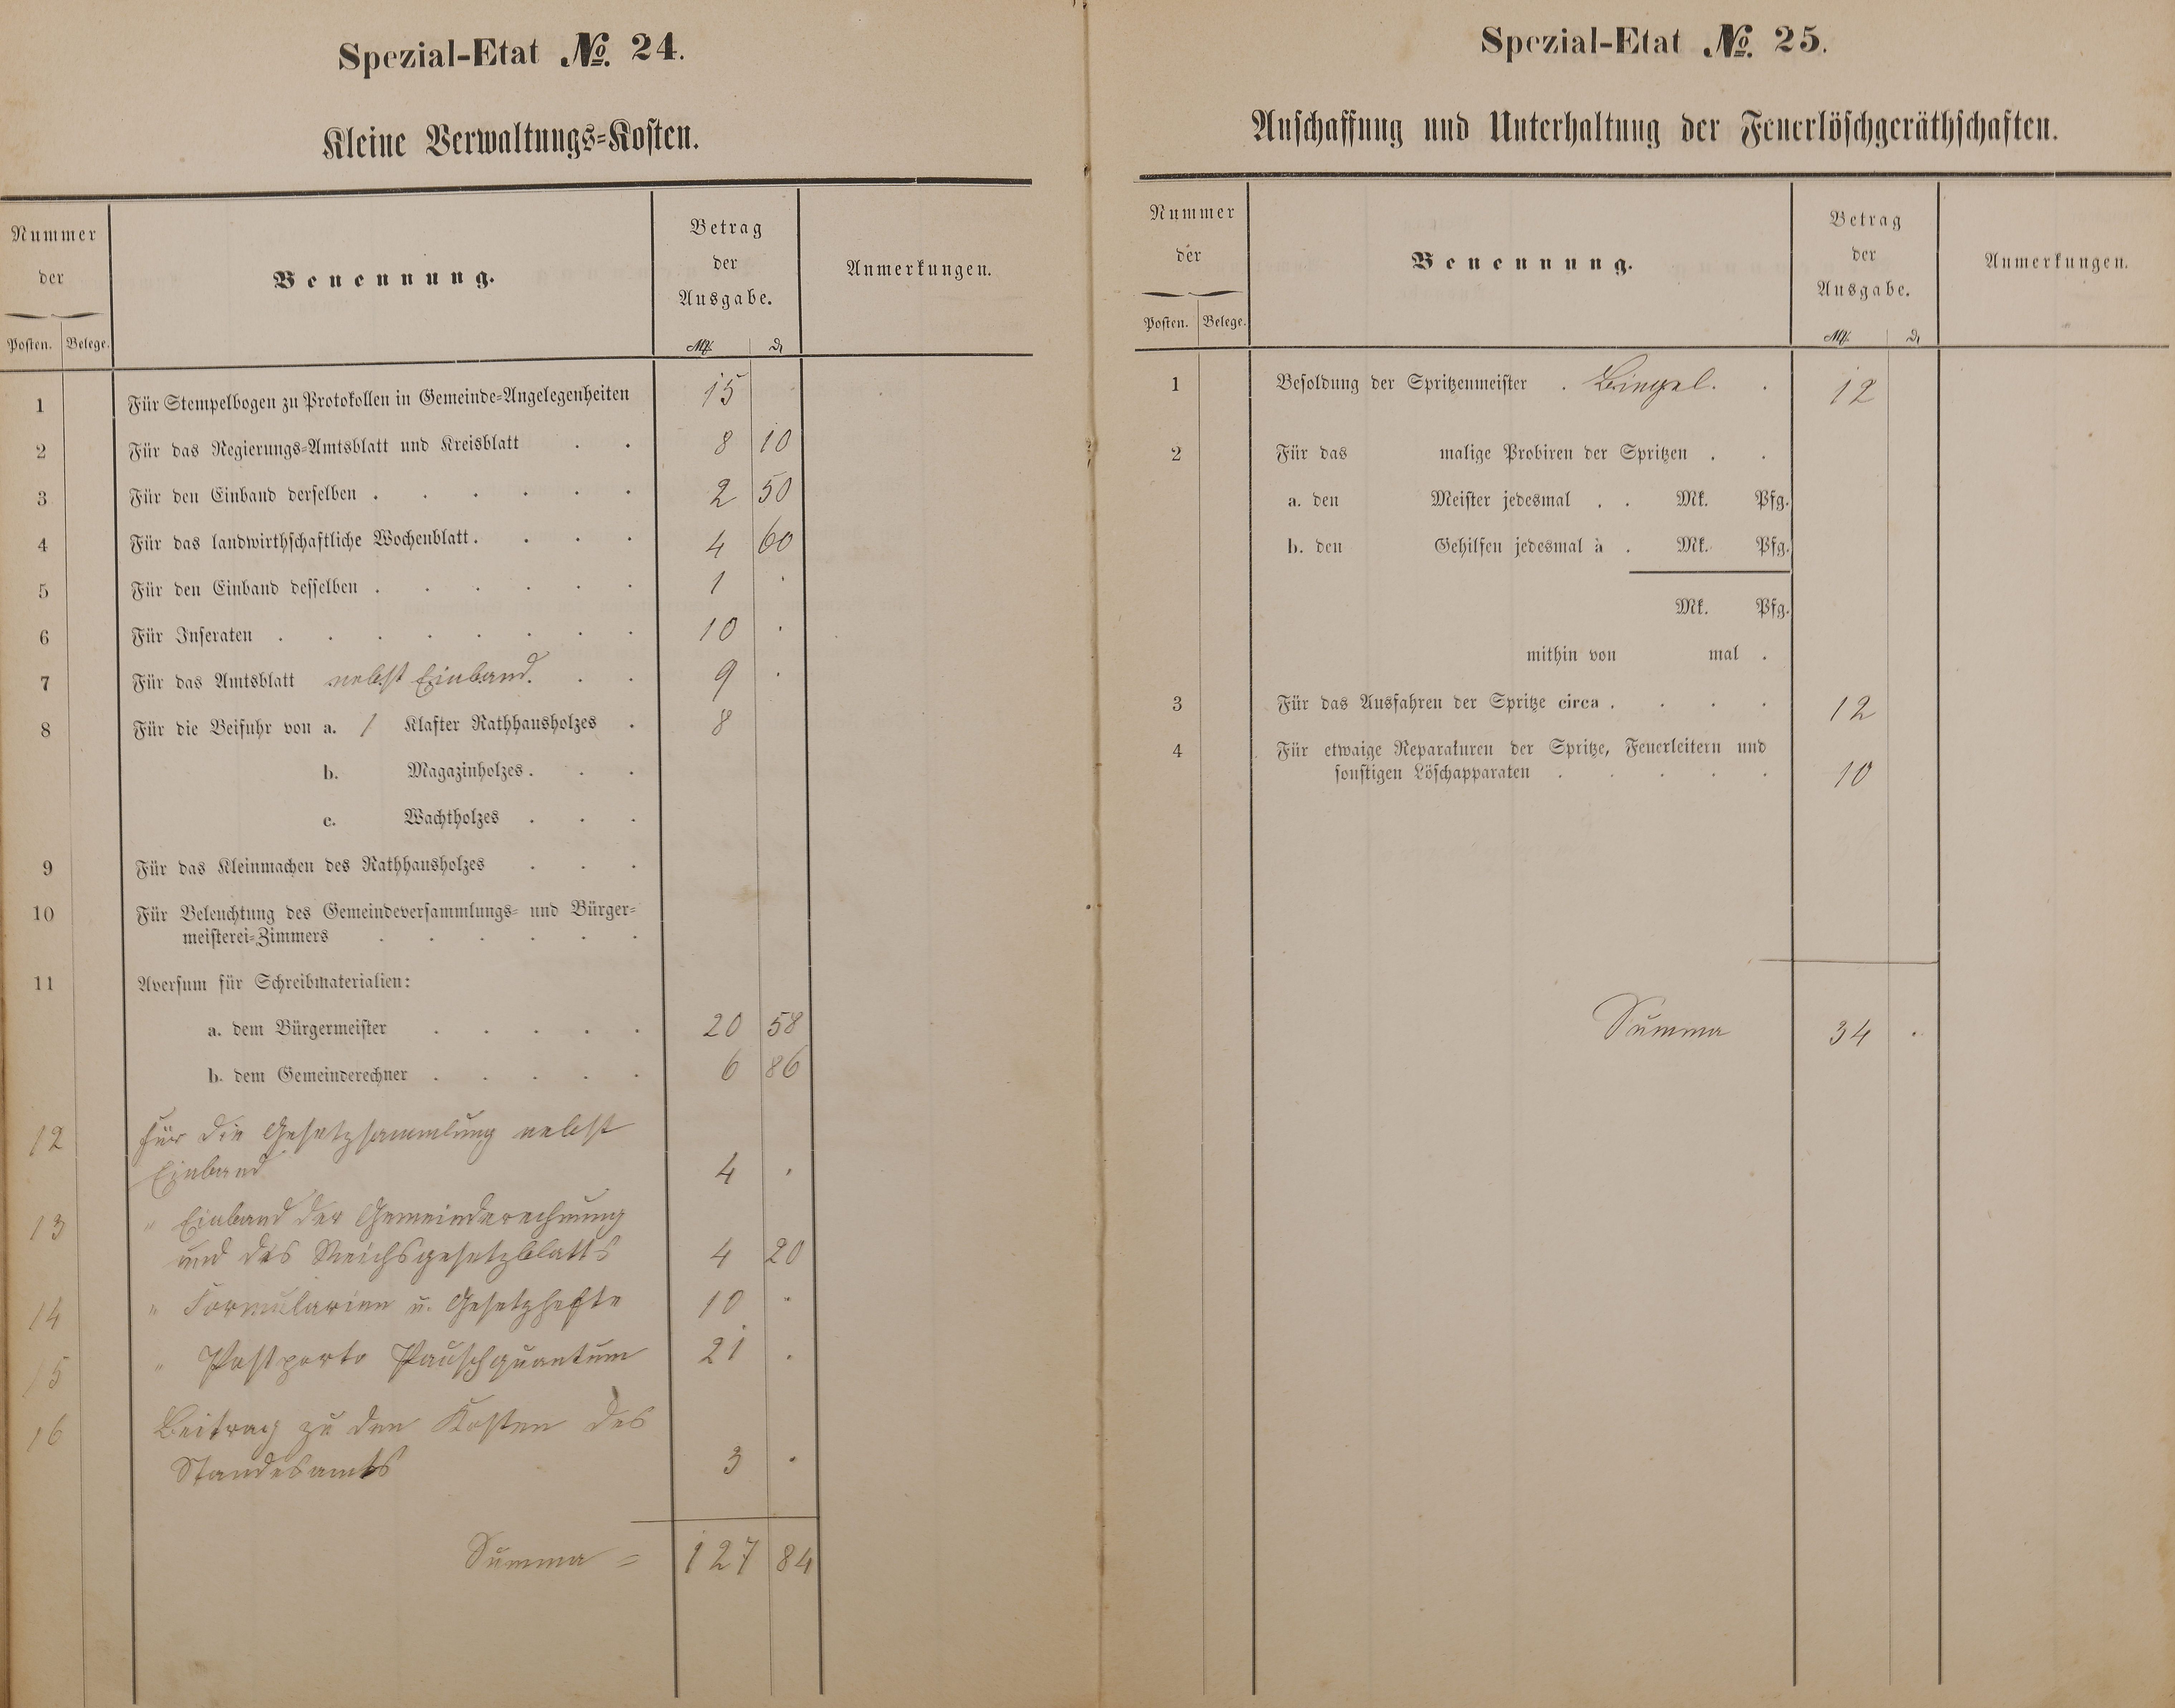 Spezial-Etat № 24.
Kleine Verwaltungs-Kosten.
Nummer der
Posten. Belege.
Benennung.
Betrag der Ausgabe.
Mk. ₰
Anmerkungen.
1 Für Stempelbogen zu Protokollen in Gemeinde-Angelegenheiten 15 .
2 Für das Regierungs-Amtsblatt und Kreisblatt . . 8 10
3 Für den Einband derselben . . . . . . 2 50
4 Für das landwirthschaftliche Wochenblatt . . . . 4 60
5 Für den Einband desselben . . . . . . 1 .
6 Für Inseraten . . . . . . . . 10 .
7 Für das Amtsblatt nebst Einband. . . 9 .
8 Für die Beifuhr von a. 1 Klafter Rathhausholzes . 8
b. Magazinholzes . . .
c. Wachtholzes . . .
9 Für das Kleinmachen des Rathhausholzes . . .
10 Für Beleuchtung des Gemeindeversammlungs- und Bürger-
meisterei-Zimmers . . . . . .
11 Aversum für Schreibmaterialien:
a. dem Bürgermeister . . . . . 20 58
b. dem Gemeinderechner . . . . . 6 86
12 Für die Gesetzsammlung nebst
Einband 4 .
13 " Einband der Gemeinderechnung
und des Reichsgesetzblatts 4 20
14 " Formularien u. Gesetzhefte 10 "
15 " Postporto Pauschquantum 21 .
16 Beitrag zu den Kosten des
Standesamts 3 .
Summa = 127 84
Spezial-Etat № 25.
Anschaffung und Unterhaltung der Feuerlöschgeräthschaften.
Nummer der
Posten. Belege.
Benennung.
Betrag der Ausgabe.
Mk. ₰
Anmerkungen.
1 Besoldung der Spritzenmeister . Bingel. . 12
2 Für das malige Probiren der Spritzen . .
a. den Meister jedesmal . . Mk. Pfg.
b. den Gehilfen jedesmal à . Mk. Pfg.
Mk. Pfg.
mithin von mal .
3 Für das Ausfahren der Spritze circa . . . . 12
4 Für etwaige Reparaturen der Spritze, Feuerleitern und
sonstigen Löschapparaten . . . . . 10
Summa 34 .